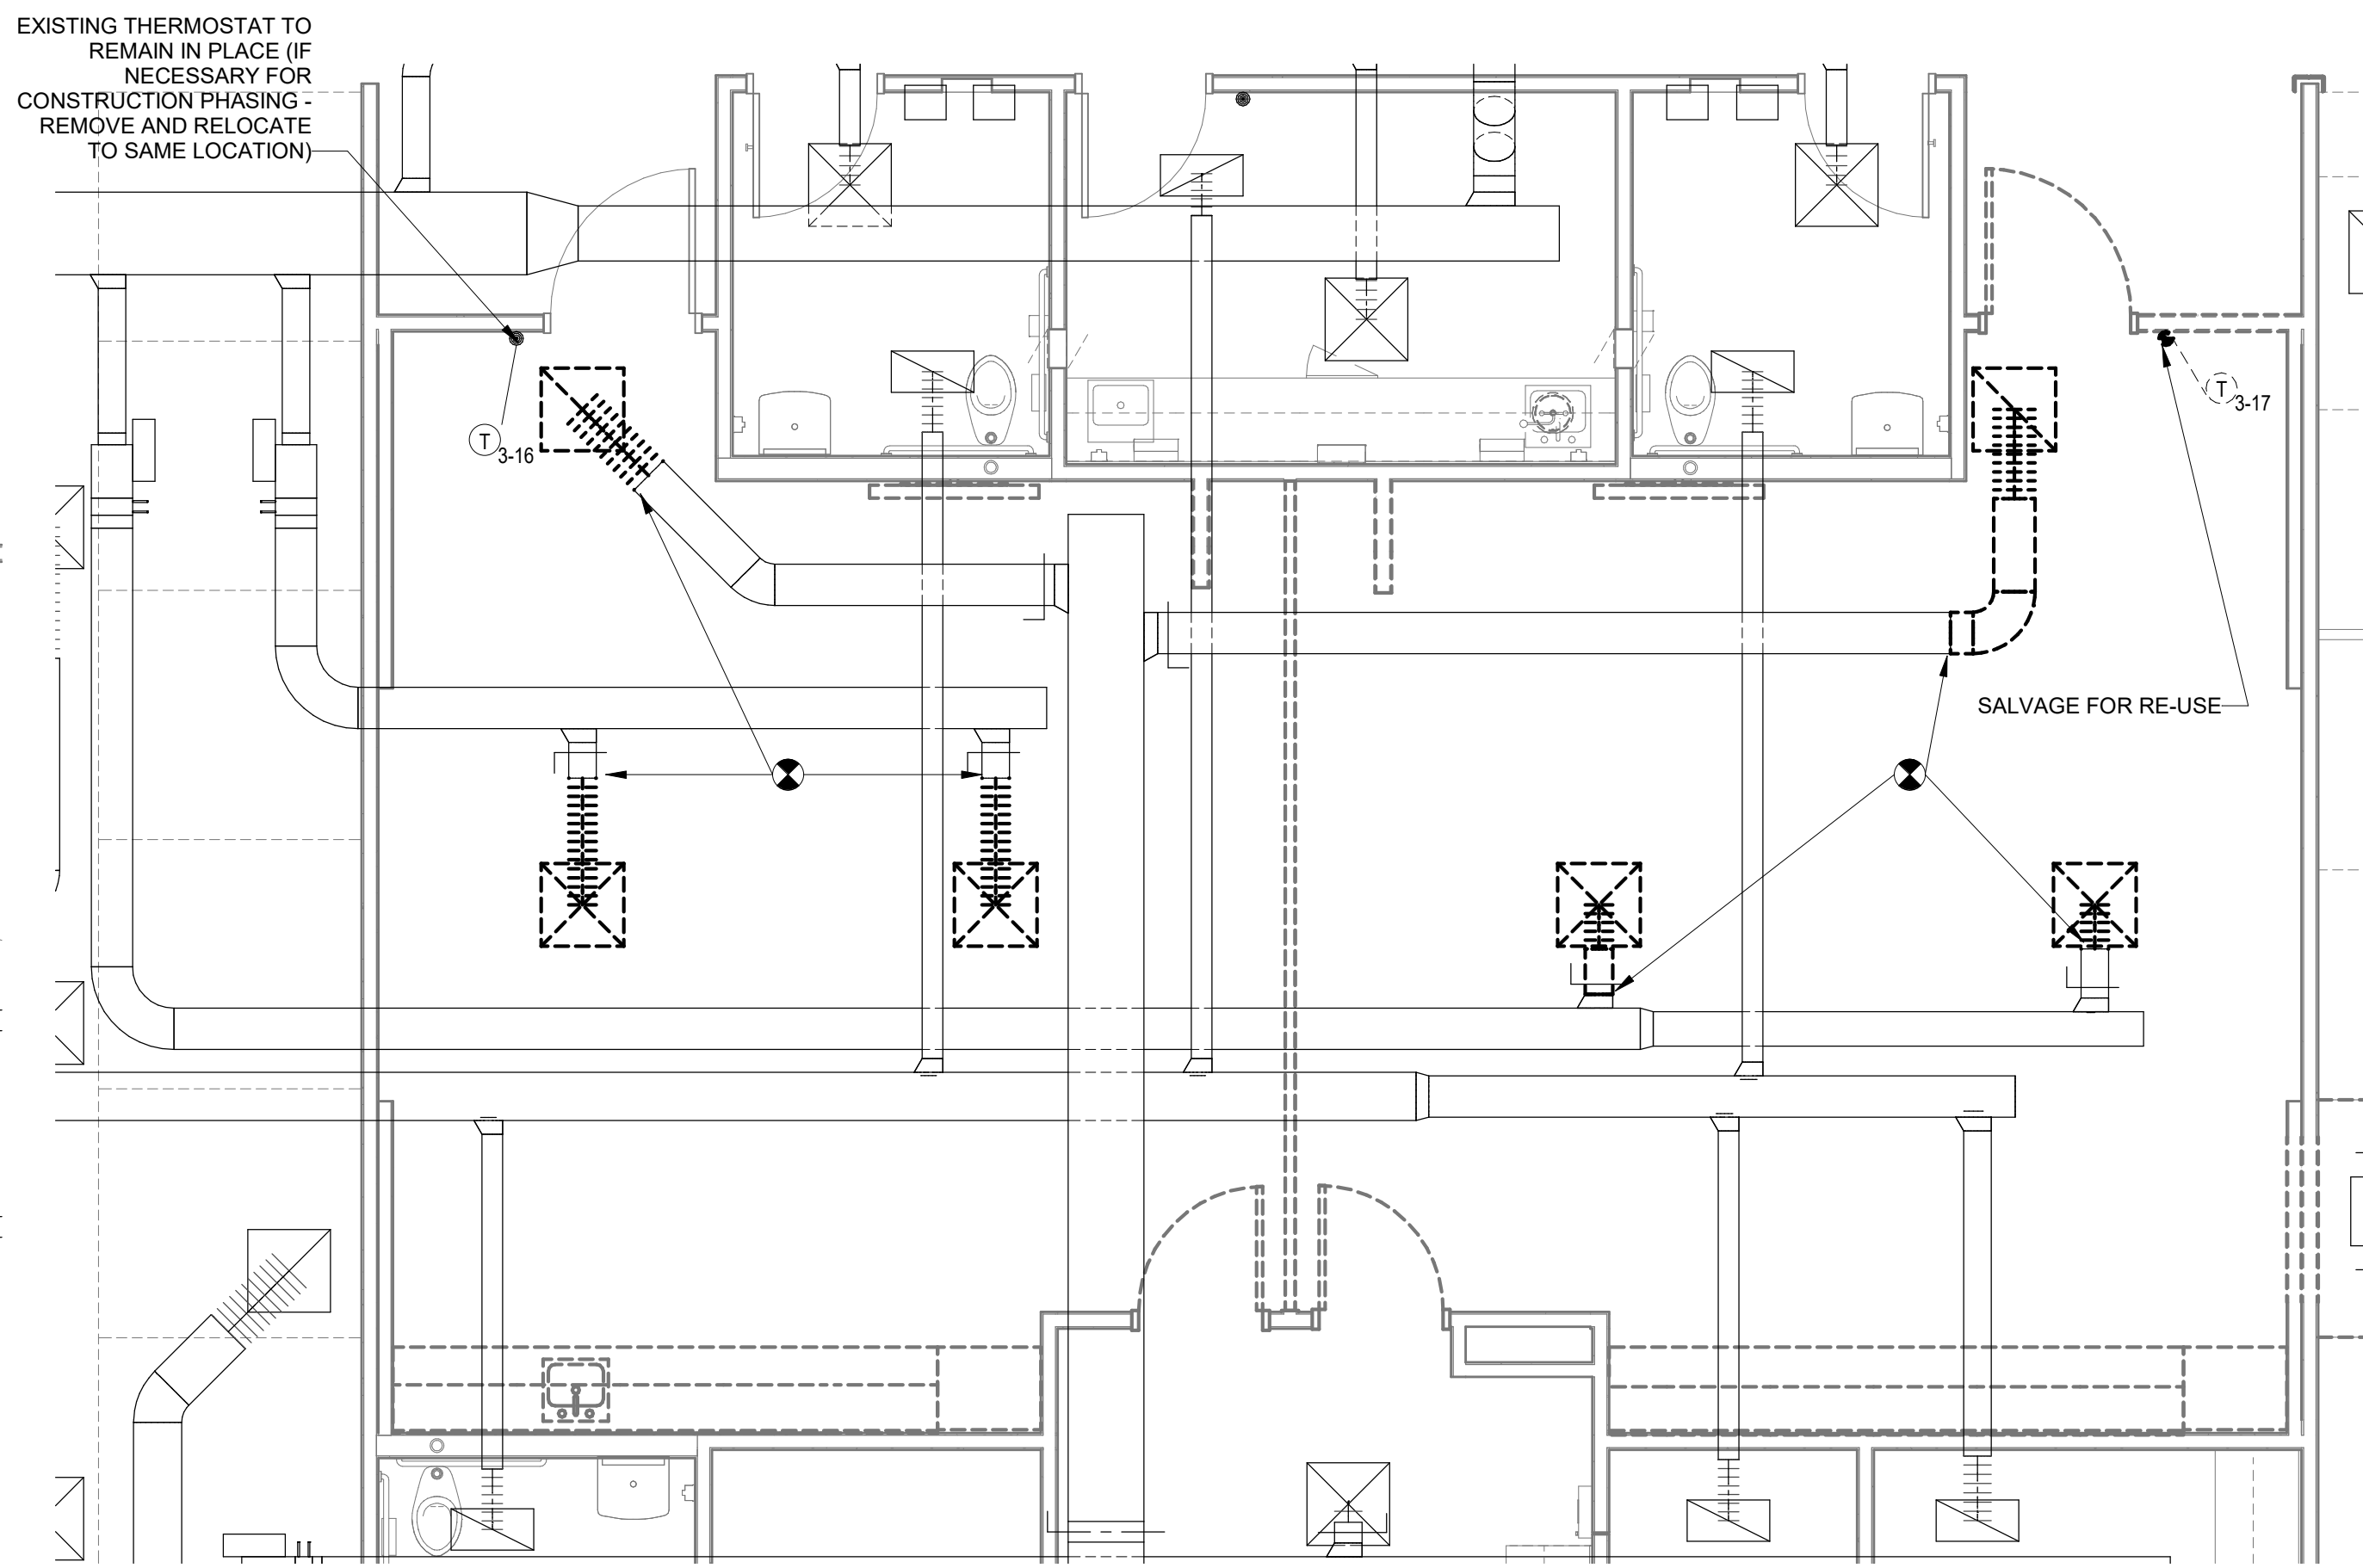 EXISTING THERMOSTAT TO
REMAIN IN PLACE (IF
NECESSARY FOR
CONSTRUCTION PHASING -
REMOVE AND RELOCATE
TO SAME LOCATION)
T
3-16
T
3-17
SALVAGE FOR RE-USE